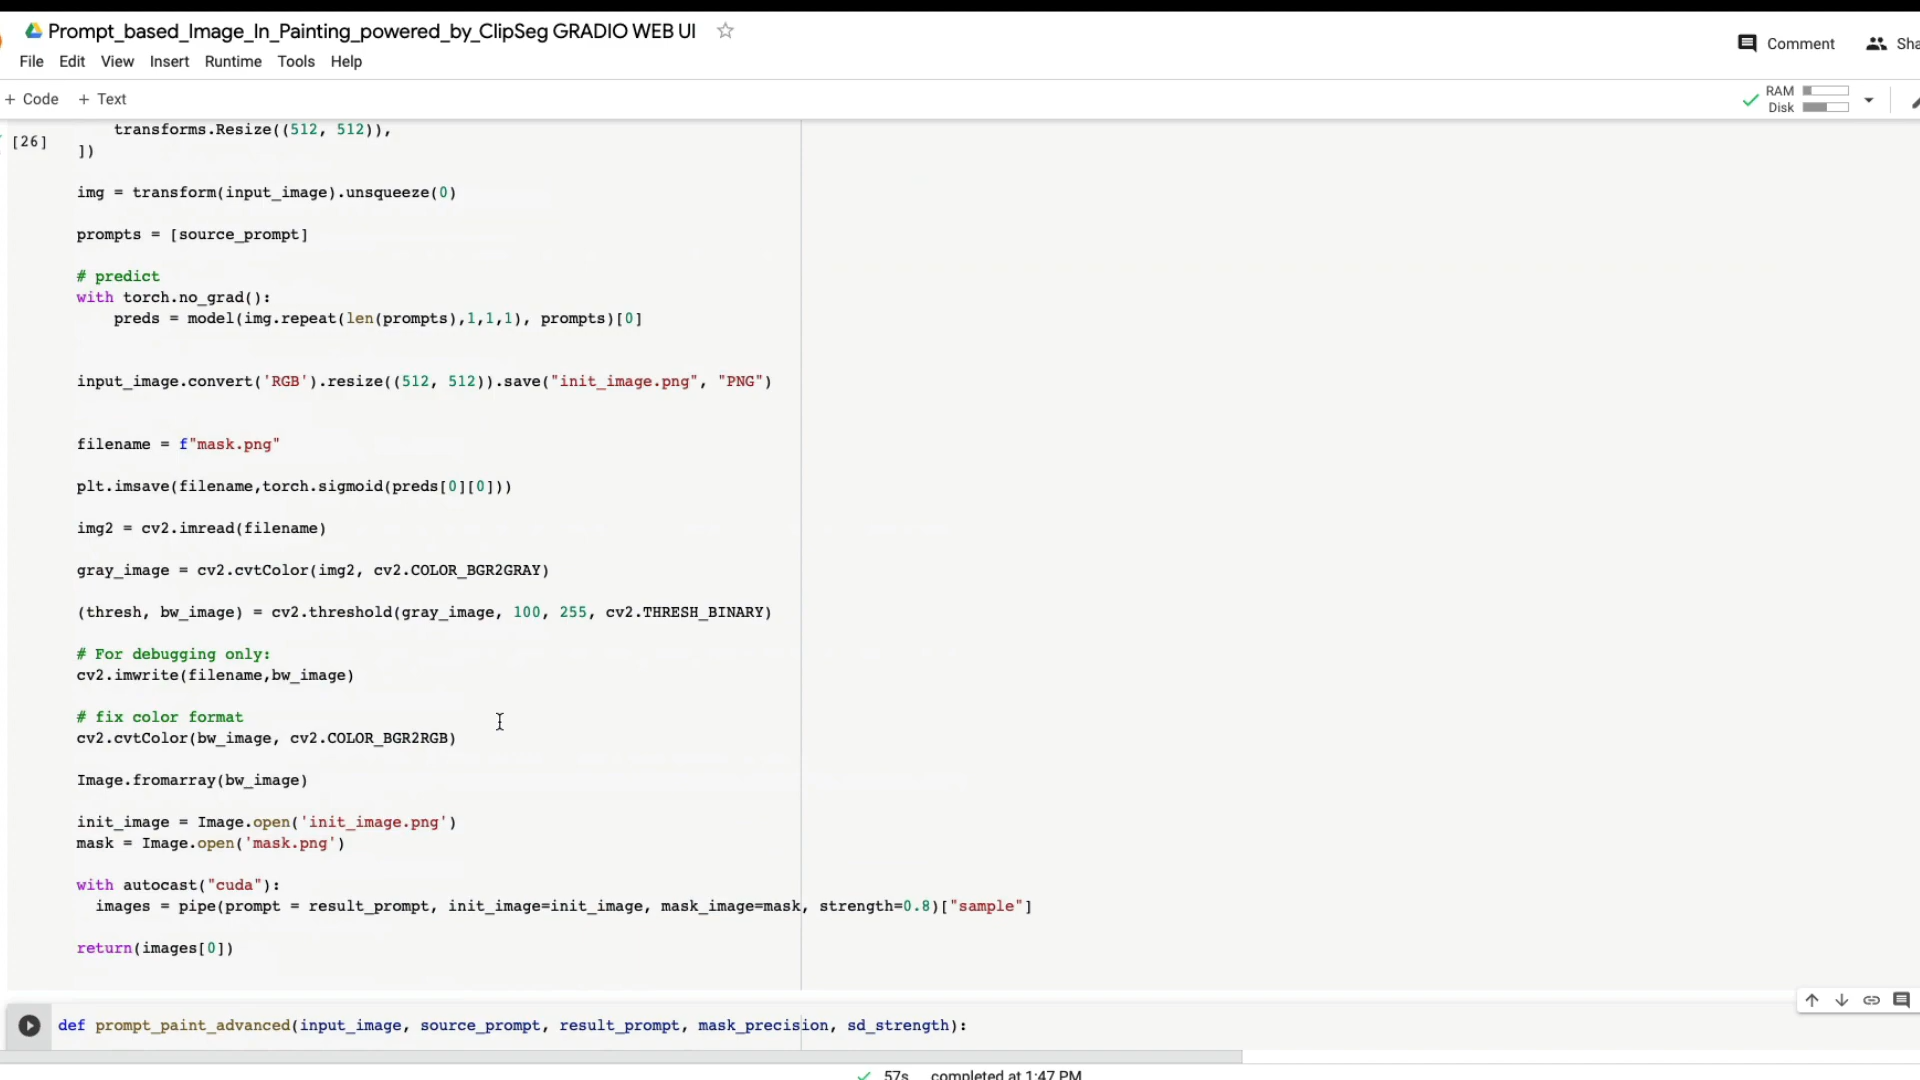 Prompt_based_Image_In_Painting_powered_by_ClipSeg GRADIO WEB UI
Comment
Sha
File Edit View Insert Runtime Tools Help
+ Code + Text
RAM
Disk
[26]
transforms.Resize((512, 512)),
])
img = transform(input_image).unsqueeze(0)
prompts = [source_prompt]
# predict
with torch.no_grad():
preds = model(img.repeat(len(prompts),1,1,1), prompts)[0]
input_image.convert('RGB').resize((512, 512)).save("init_image.png", "PNG")
filename = f"mask.png"
plt.imsave(filename,torch.sigmoid(preds[0][0]))
img2 = cv2.imread(filename)
gray_image = cv2.cvtColor(img2, cv2.COLOR_BGR2GRAY)
(thresh, bw_image) = cv2.threshold(gray_image, 100, 255, cv2.THRESH_BINARY)
# For debugging only:
cv2.imwrite(filename,bw_image)
# fix color format
cv2.cvtColor(bw_image, cv2.COLOR_BGR2RGB)
Image.fromarray(bw_image)
init_image = Image.open('init_image.png')
mask = Image.open('mask.png')
with autocast("cuda"):
images = pipe(prompt = result_prompt, init_image=init_image, mask_image=mask, strength=0.8)["sample"]
return(images[0])
def prompt_paint_advanced(input_image, source_prompt, result_prompt, mask_precision, sd_strength):
57s completed at 1:47 PM